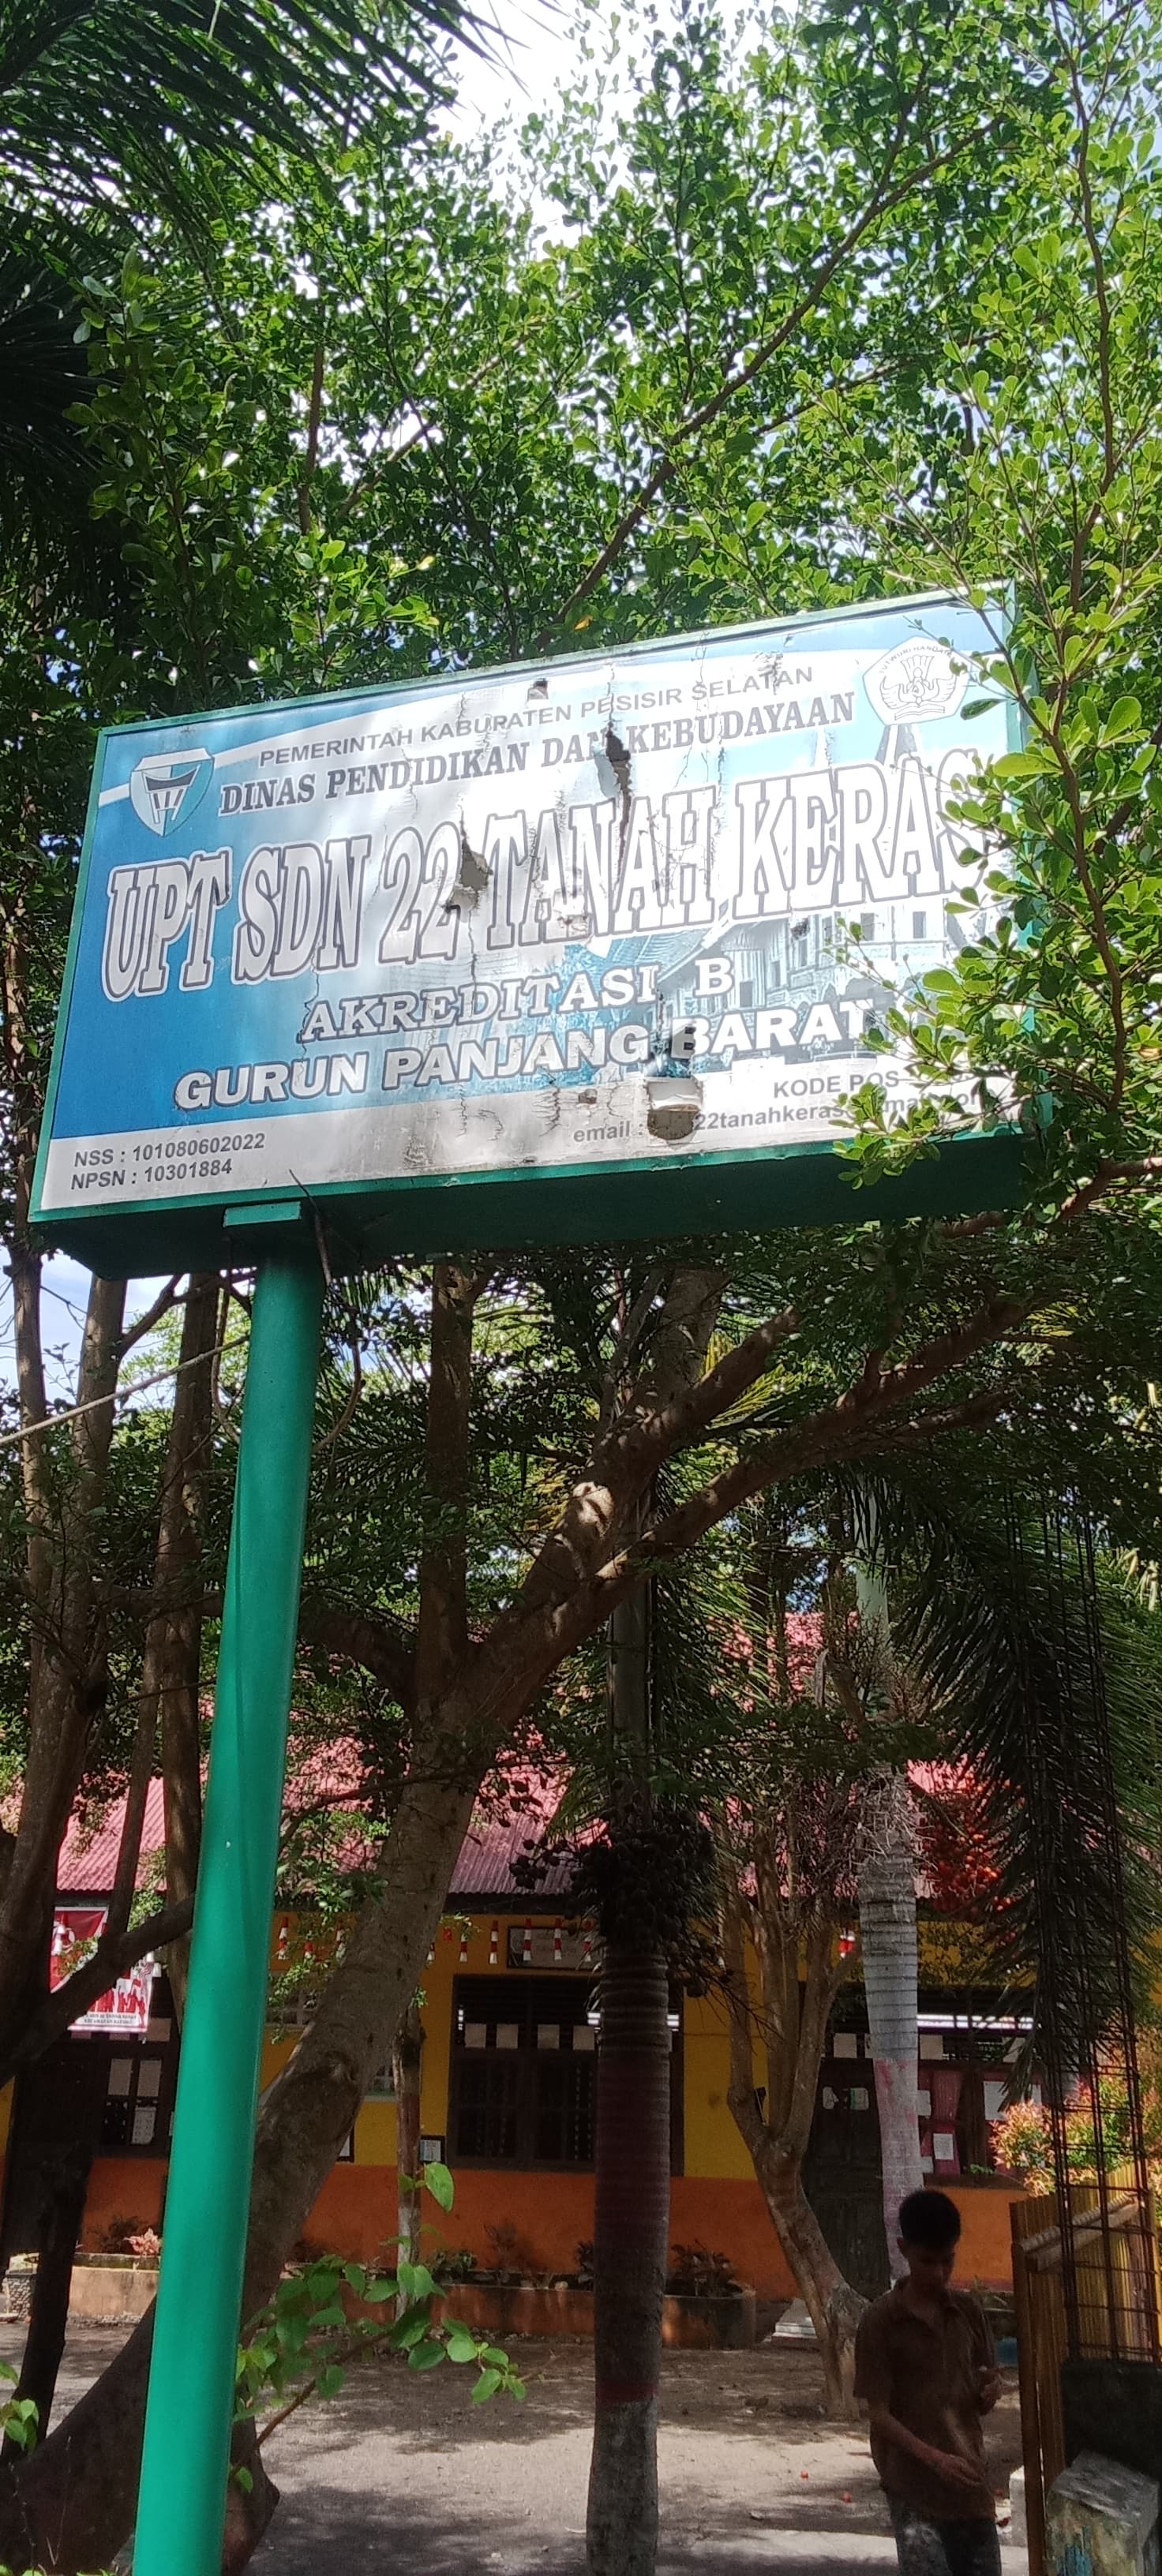 PEMERINTAH KABUPATEN PESISIR SELATAN
DINAS PENDIDIKAN DAN KEBUDAYAAN
UPT SDN 22 TANAH KERAS
AKREDITASI B
GURUN PANJANG BARAT
KODE POS
NSS : 101080602022
NPSN : 10301884
email :